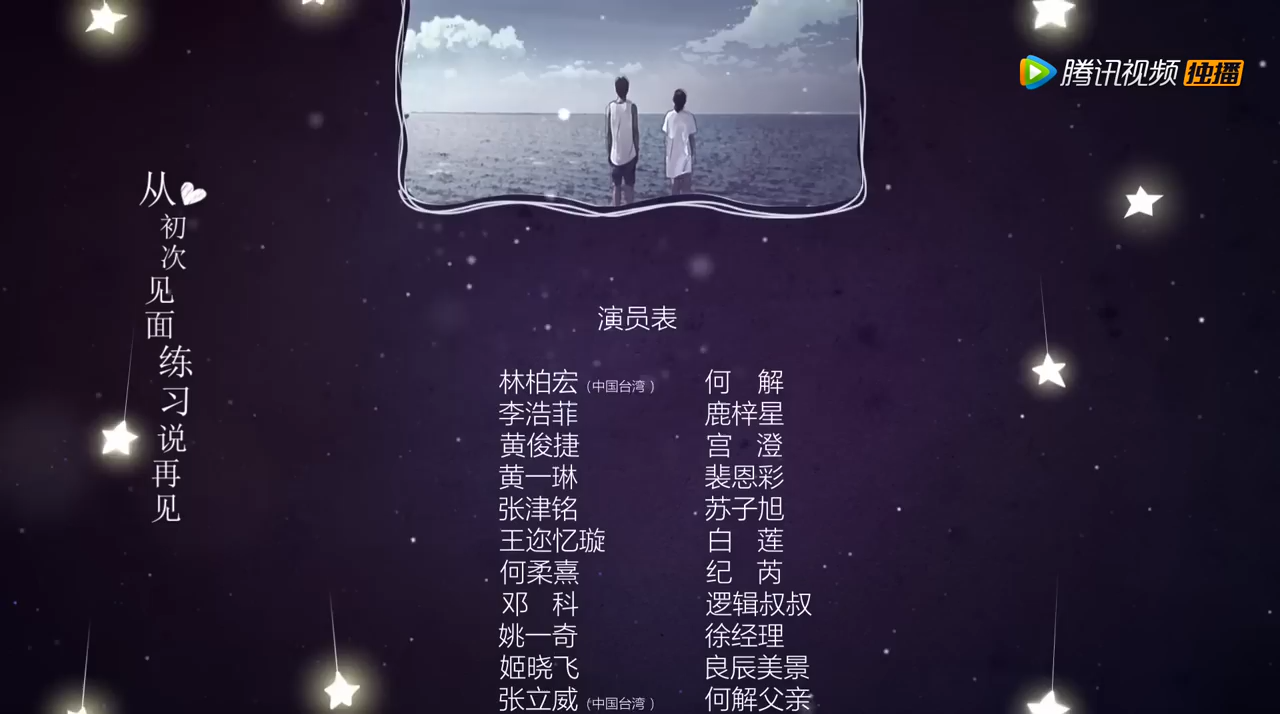 腾讯视频 独播
从初次见面练习说再见
演员表
林柏宏（中国台湾） 何 解
李浩菲 鹿梓星
黄俊捷 宫 澄
黄一琳 裴恩彩
张津铭 苏子旭
王迩忆璇 白 莲
何柔熹 纪 芮
邓 科 逻辑叔叔
姚一奇 徐经理
姬晓飞 良辰美景
张立威（中国台湾） 何解父亲